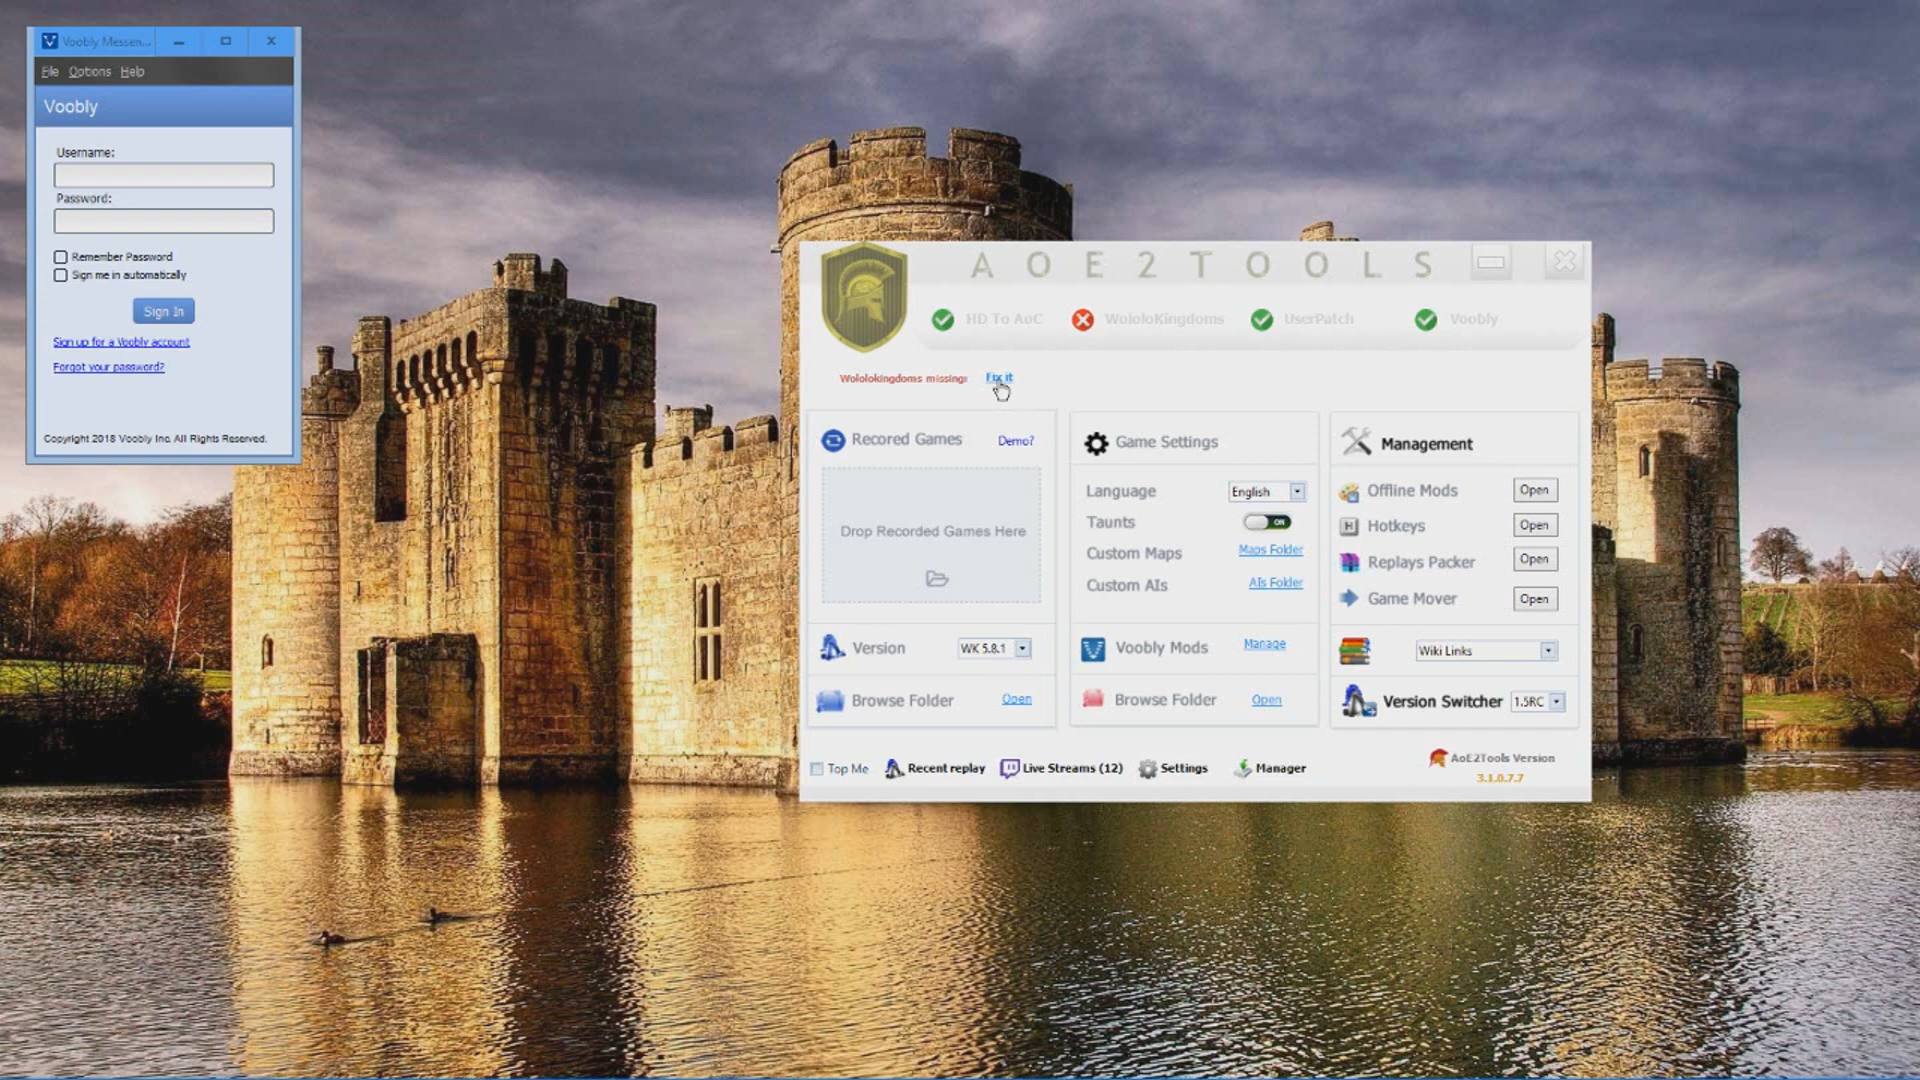 Voobly Messen...
File Options Help
Voobly
Username:
Password:
Remember Password
Sign me in automatically
Sign In
Sign up for a Voobly account
Forgot your password?
Copyright 2018 Voobly Inc. All Rights Reserved.
AOE2TOOLS
HD To AoC WololoKingdoms UserPatch Voobly
Wololokingdoms missing: Fix it
Recored Games Demo?
Drop Recorded Games Here
Version WK 5.8.1
Browse Folder Open
Game Settings
Language English
Taunts ON
Custom Maps Maps Folder
Custom AIs AIs Folder
Voobly Mods Manage
Browse Folder Open
Management
Offline Mods Open
H Hotkeys Open
Replays Packer Open
Game Mover Open
Wiki Links
Version Switcher 1.5RC
Top Me Recent replay Live Streams (12) Settings Manager
AoE2Tools Version
3.1.0.7.7